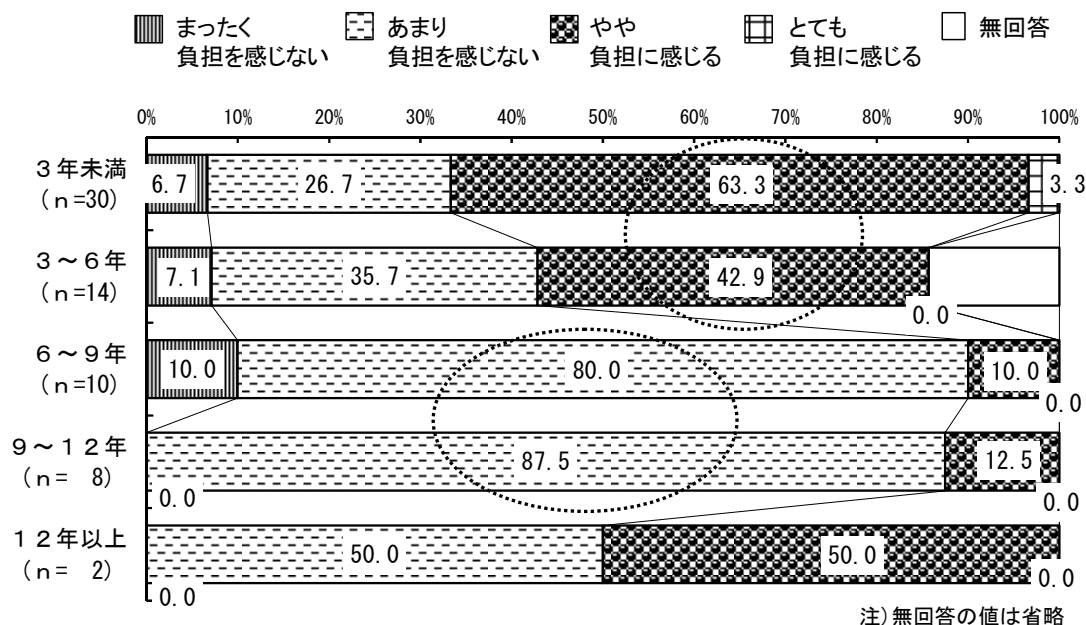 まったく
負担を感じない
あまり
負担を感じない
やや
負担に感じる
とても
負担に感じる
無回答
0% 10% 20% 30% 40% 50% 60% 70% 80% 90% 100%
３年未満
（ｎ=30）
6.7 26.7 63.3 3.3
３～６年
（ｎ=14）
7.1 35.7 42.9 0.0
６～９年
（ｎ=10）
10.0 80.0 10.0 0.0
９～１２年
（ｎ= 8）
0.0 87.5 12.5 0.0
１２年以上
（ｎ= 2）
0.0 50.0 50.0 0.0
注）無回答の値は省略